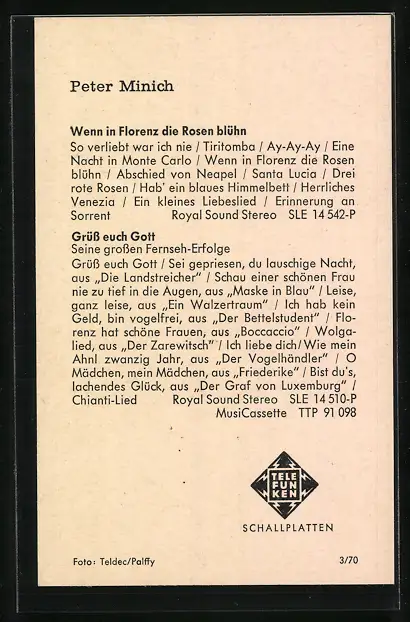 Peter Minich
Wenn in Florenz die Rosen blühn
So verliebt war ich nie / Tiritomba / Ay-Ay-Ay / Eine
Nacht in Monte Carlo / Wenn in Florenz die Rosen
blühn / Abschied von Neapel / Santa Lucia / Drei
rote Rosen / Hab' ein blaues Himmelbett / Herrliches
Venezia / Ein kleines Liebeslied / Erinnerung an
Sorrent Royal Sound Stereo SLE 14 542-P
Grüß euch Gott
Seine großen Fernseh-Erfolge
Grüß euch Gott / Sei gepriesen, du lauschige Nacht,
aus „Die Landstreicher“ / Schau einer schönen Frau
nie zu tief in die Augen, aus „Maske in Blau“ / Leise,
ganz leise, aus „Ein Walzertraum“ / Ich hab kein
Geld, bin vogelfrei, aus „Der Bettelstudent“ / Flo-
renz hat schöne Frauen, aus „Boccaccio“ / Wolga-
lied, aus „Der Zarewitsch“ / Ich liebe dich / Wie mein
Ahnl zwanzig Jahr, aus „Der Vogelhändler“ / O
Mädchen, mein Mädchen, aus „Friederike“ / Bist du's,
lachendes Glück, aus „Der Graf von Luxemburg“ /
Chianti-Lied Royal Sound Stereo SLE 14 510-P
MusiCassette TTP 91 098
TELE
FUN
KEN
SCHALLPLATTEN
Foto: Teldec/Palffy 3/70